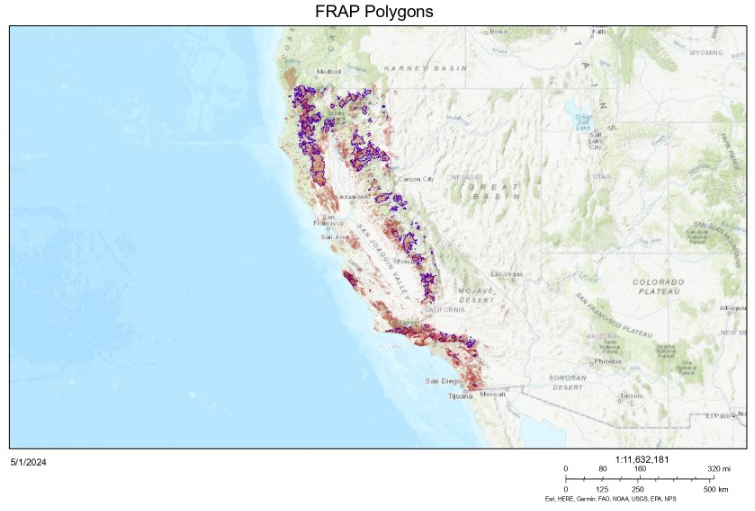 FRAP Polygons
Medford
HARNEY BASIN
Falls
WYOMING
Salt
Lake
City
Carson City
NEVADA
UTAH
GREAT
BASIN
Sacramento
San
Francisco
San Jose
SAN JOAQUIN VALLEY
Fresno
Las Vegas
MOJAVE
DESERT
CALIFORNIA
COLORADO
PLATEAU
SAN FRANCISCO PLATEAU
ARIZONA
Phoenix
SONORAN
DESERT
Tucson
San Diego
Tijuana
Mexicali
El Paso
NEW ME
5/1/2024
1:11,632,181
0 80 160 320 mi
0 125 250 500 km
Esri, HERE, Garmin, FAO, NOAA, USGS, EPA, NPS